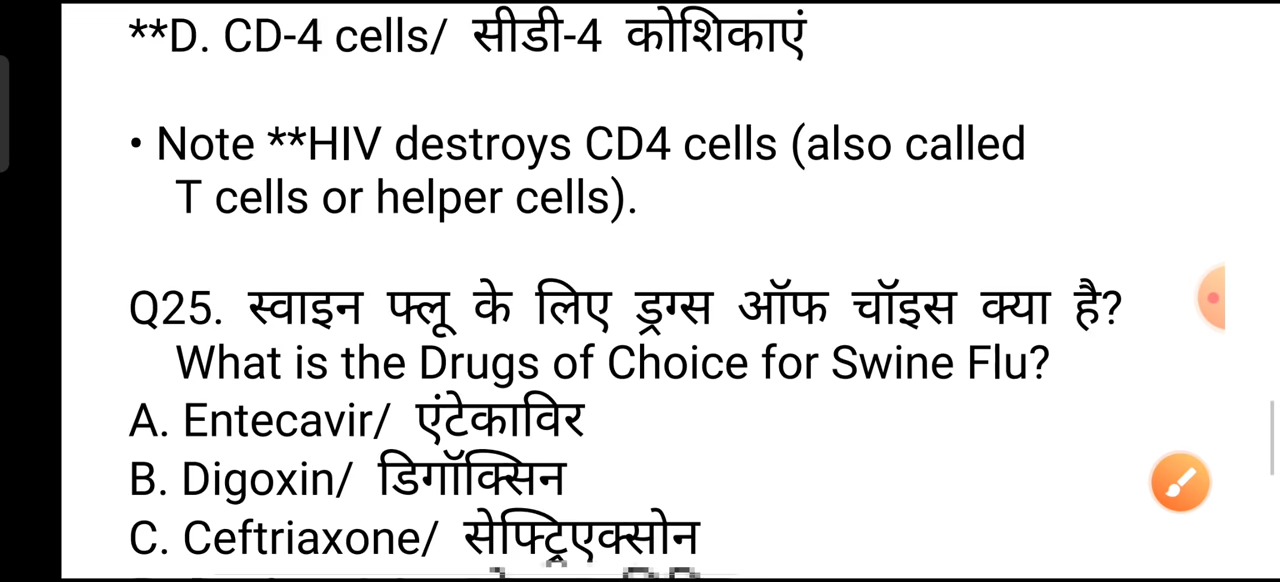 **D. CD-4 cells/ सीडी-4 कोशिकाएं
• Note **HIV destroys CD4 cells (also called
T cells or helper cells).
Q25. स्वाइन फ्लू के लिए ड्रग्स ऑफ चॉइस क्या है?
What is the Drugs of Choice for Swine Flu?
A. Entecavir/ एंटेकाविर
B. Digoxin/ डिगॉक्सिन
C. Ceftriaxone/ सेफ्ट्रिएक्सोन